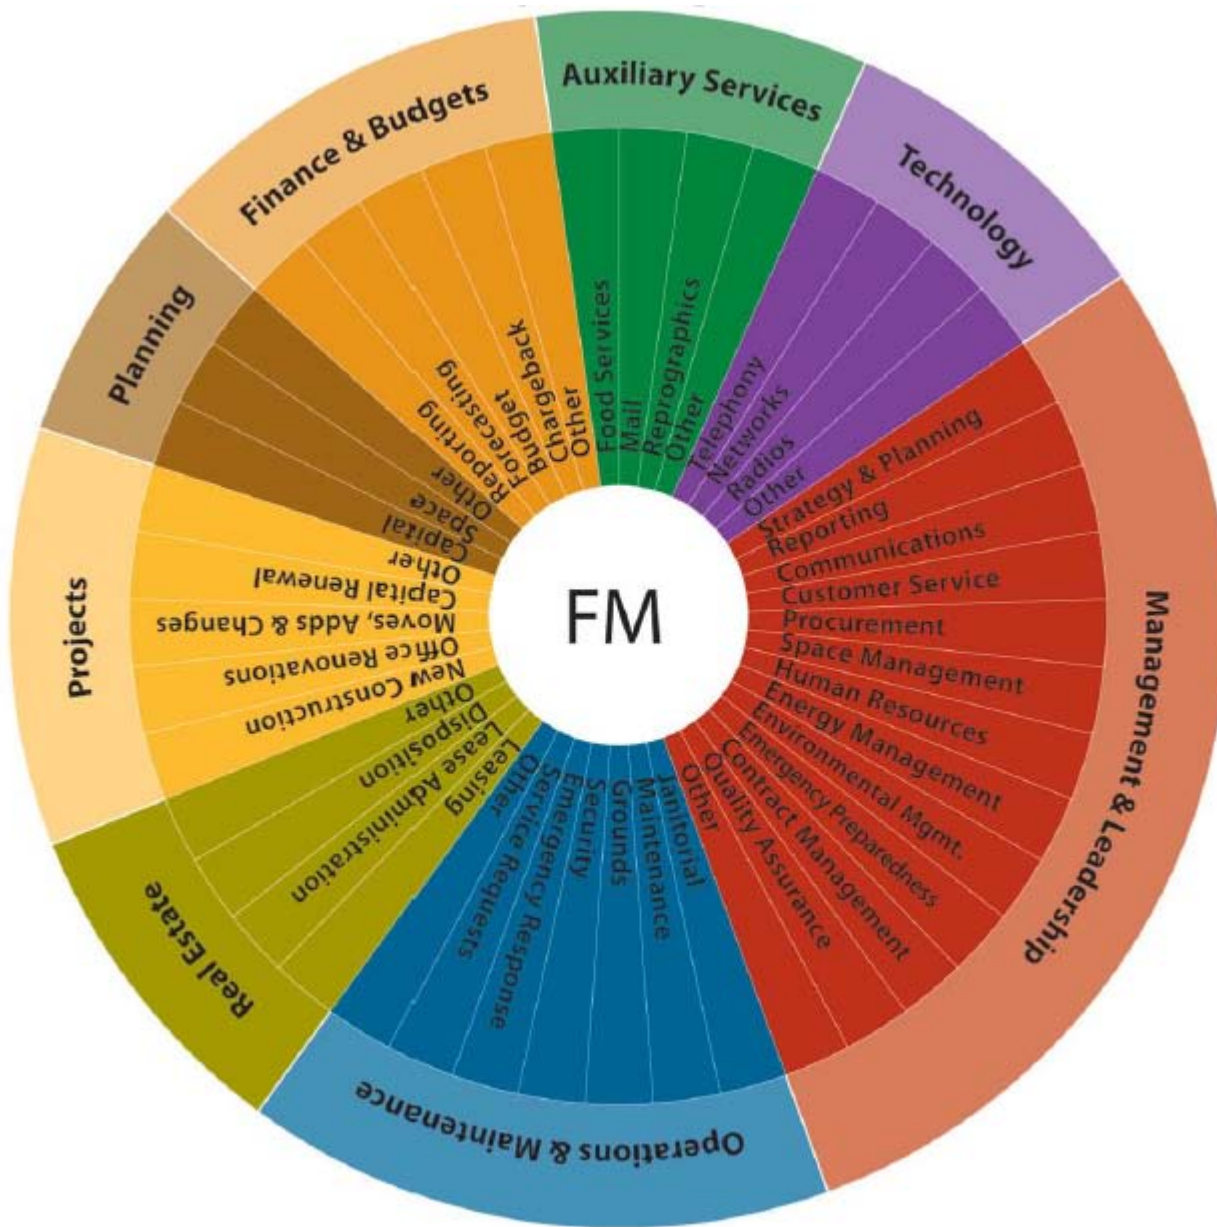 FM
Auxiliary Services
Food Services
Mail
Reprographics
Other
Technology
Telephony
Networks
Radios
Other
Management & Leadership
Strategy & Planning
Reporting
Communications
Customer Service
Procurement
Space Management
Human Resources
Energy Management
Environmental Mgmt.
Emergency Preparedness
Contract Management
Quality Assurance
Other
Operations & Maintenance
Janitorial
Maintenance
Grounds
Security
Emergency Response
Service Requests
Other
Real Estate
Leasing
Lease Administration
Disposition
Other
Projects
New Construction
Office Renovations
Moves, Adds & Changes
Capital Renewal
Other
Planning
Capital
Space
Other
Finance & Budgets
Reporting
Forecasting
Budget
Chargeback
Other